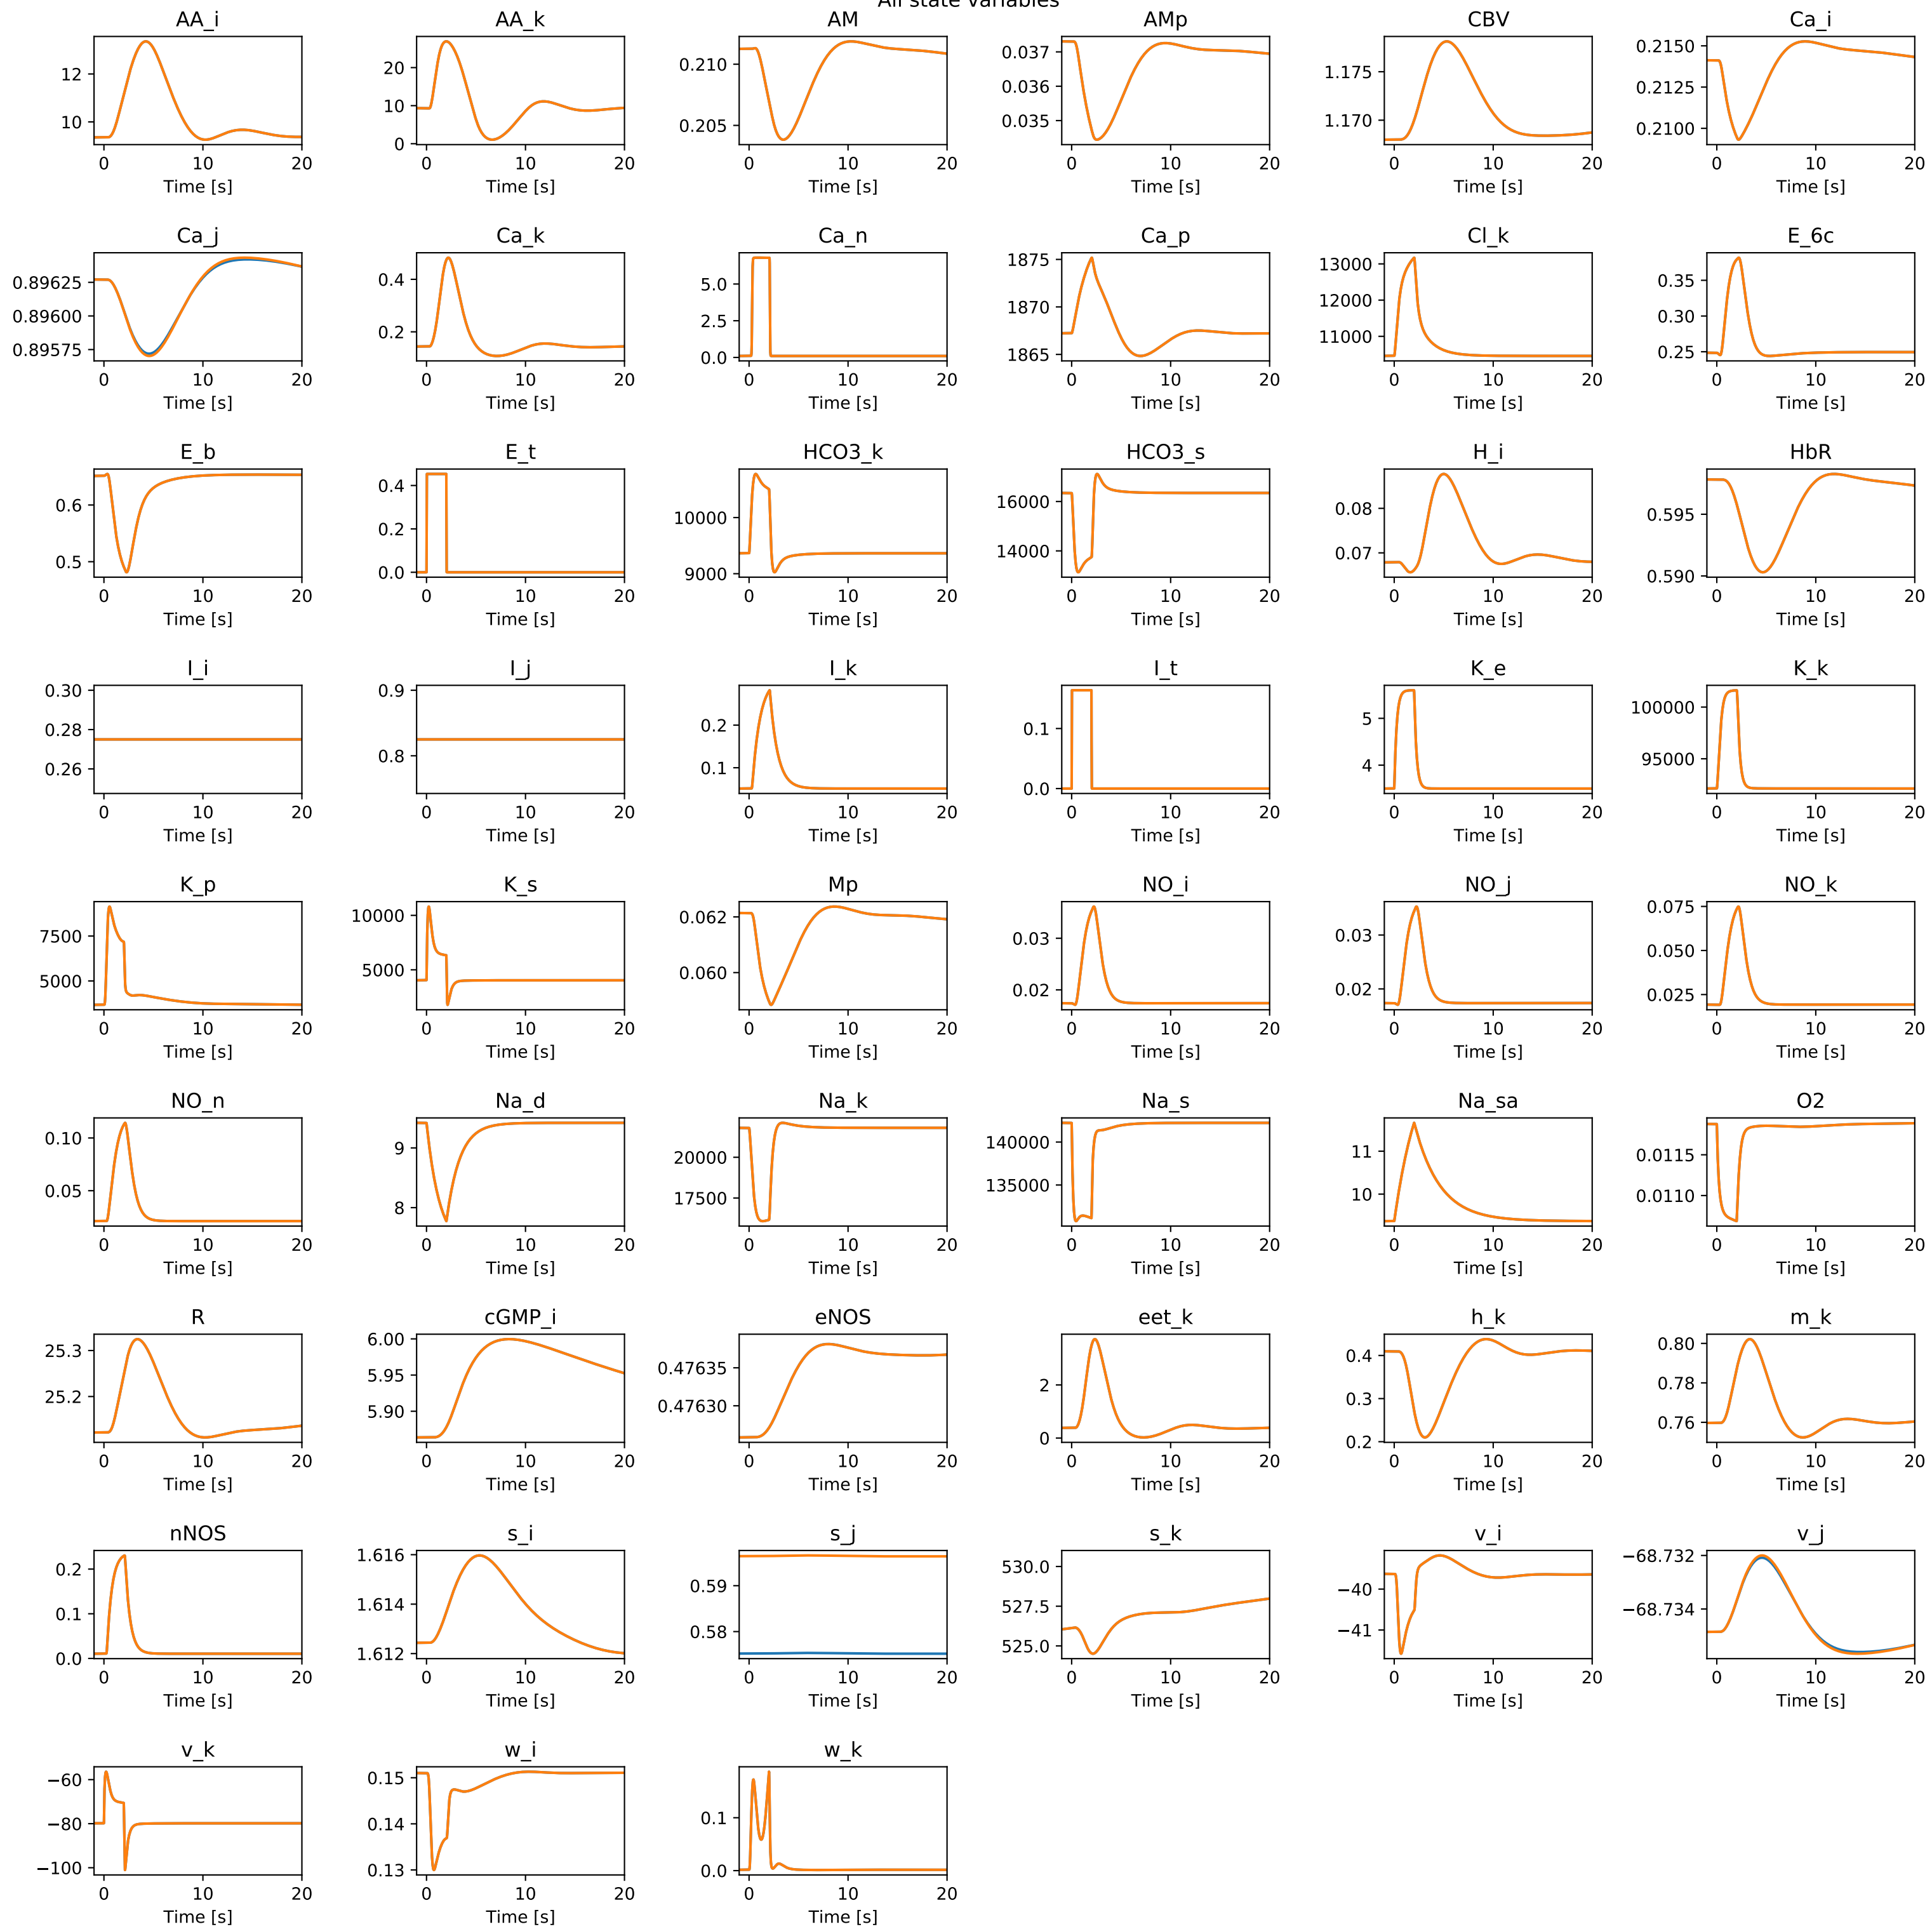 All state variables
AA_i AA_k AM AMp CBV Ca_i
12 10
20 10 0
0.210 0.205
0.037 0.036 0.035
1.175 1.170
0.2150 0.2125 0.2100
0 10 20 0 10 20 0 10 20 0 10 20 0 10 20 0 10 20
Time [s] Time [s] Time [s] Time [s] Time [s] Time [s]
Ca_j Ca_k Ca_n Ca_p Cl_k E_6c
0.89625 0.89600 0.89575
0.4 0.2
5.0 2.5 0.0
1875 1870 1865
13000 12000 11000
0.35 0.30 0.25
0 10 20 0 10 20 0 10 20 0 10 20 0 10 20 0 10 20
Time [s] Time [s] Time [s] Time [s] Time [s] Time [s]
E_b E_t HCO3_k HCO3_s H_i HbR
0.6 0.5
0.4 0.2 0.0
10000 9000
16000 14000
0.08 0.07
0.595 0.590
0 10 20 0 10 20 0 10 20 0 10 20 0 10 20 0 10 20
Time [s] Time [s] Time [s] Time [s] Time [s] Time [s]
I_i I_j I_k I_t K_e K_k
0.30 0.28 0.26
0.9 0.8
0.2 0.1
0.1 0.0
5 4
100000 95000
0 10 20 0 10 20 0 10 20 0 10 20 0 10 20 0 10 20
Time [s] Time [s] Time [s] Time [s] Time [s] Time [s]
K_p K_s Mp NO_i NO_j NO_k
7500 5000
10000 5000
0.062 0.060
0.03 0.02
0.03 0.02
0.075 0.050 0.025
0 10 20 0 10 20 0 10 20 0 10 20 0 10 20 0 10 20
Time [s] Time [s] Time [s] Time [s] Time [s] Time [s]
NO_n Na_d Na_k Na_s Na_sa O2
0.10 0.05
9 8
20000 17500
140000 135000
11 10
0.0115 0.0110
0 10 20 0 10 20 0 10 20 0 10 20 0 10 20 0 10 20
Time [s] Time [s] Time [s] Time [s] Time [s] Time [s]
R cGMP_i eNOS eet_k h_k m_k
25.3 25.2
6.00 5.95 5.90
0.47635 0.47630
2 0
0.4 0.3 0.2
0.80 0.78 0.76
0 10 20 0 10 20 0 10 20 0 10 20 0 10 20 0 10 20
Time [s] Time [s] Time [s] Time [s] Time [s] Time [s]
nNOS s_i s_j s_k v_i v_j
0.2 0.1 0.0
1.616 1.614 1.612
0.59 0.58
530.0 527.5 525.0
−40 −41
−68.732 −68.734
0 10 20 0 10 20 0 10 20 0 10 20 0 10 20 0 10 20
Time [s] Time [s] Time [s] Time [s] Time [s] Time [s]
v_k w_i w_k
−60 −80 −100
0.15 0.14 0.13
0.1 0.0
0 10 20 0 10 20 0 10 20
Time [s] Time [s] Time [s]